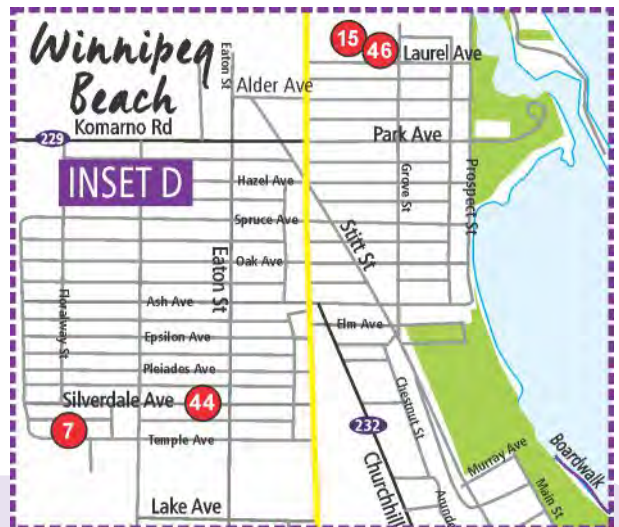 Winnipeg
Beach
Eaton St
15
46
Laurel Ave
Alder Ave
Komarno Rd
229
Park Ave
INSET D
Hazel Ave
Grove St
Prospect St
Spruce Ave
Stitt St
Eaton St
Oak Ave
Floralway St
Ash Ave
Elm Ave
Epsilon Ave
Pleiades Ave
Silverdale Ave
44
Chestnut St
7
232
Temple Ave
Churchhill
Murray Ave
Boardwalk
Main St
Lake Ave